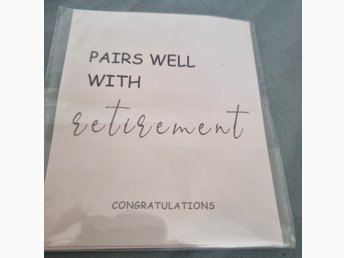 PAIRS WELL
WITH
retirement
CONGRATULATIONS